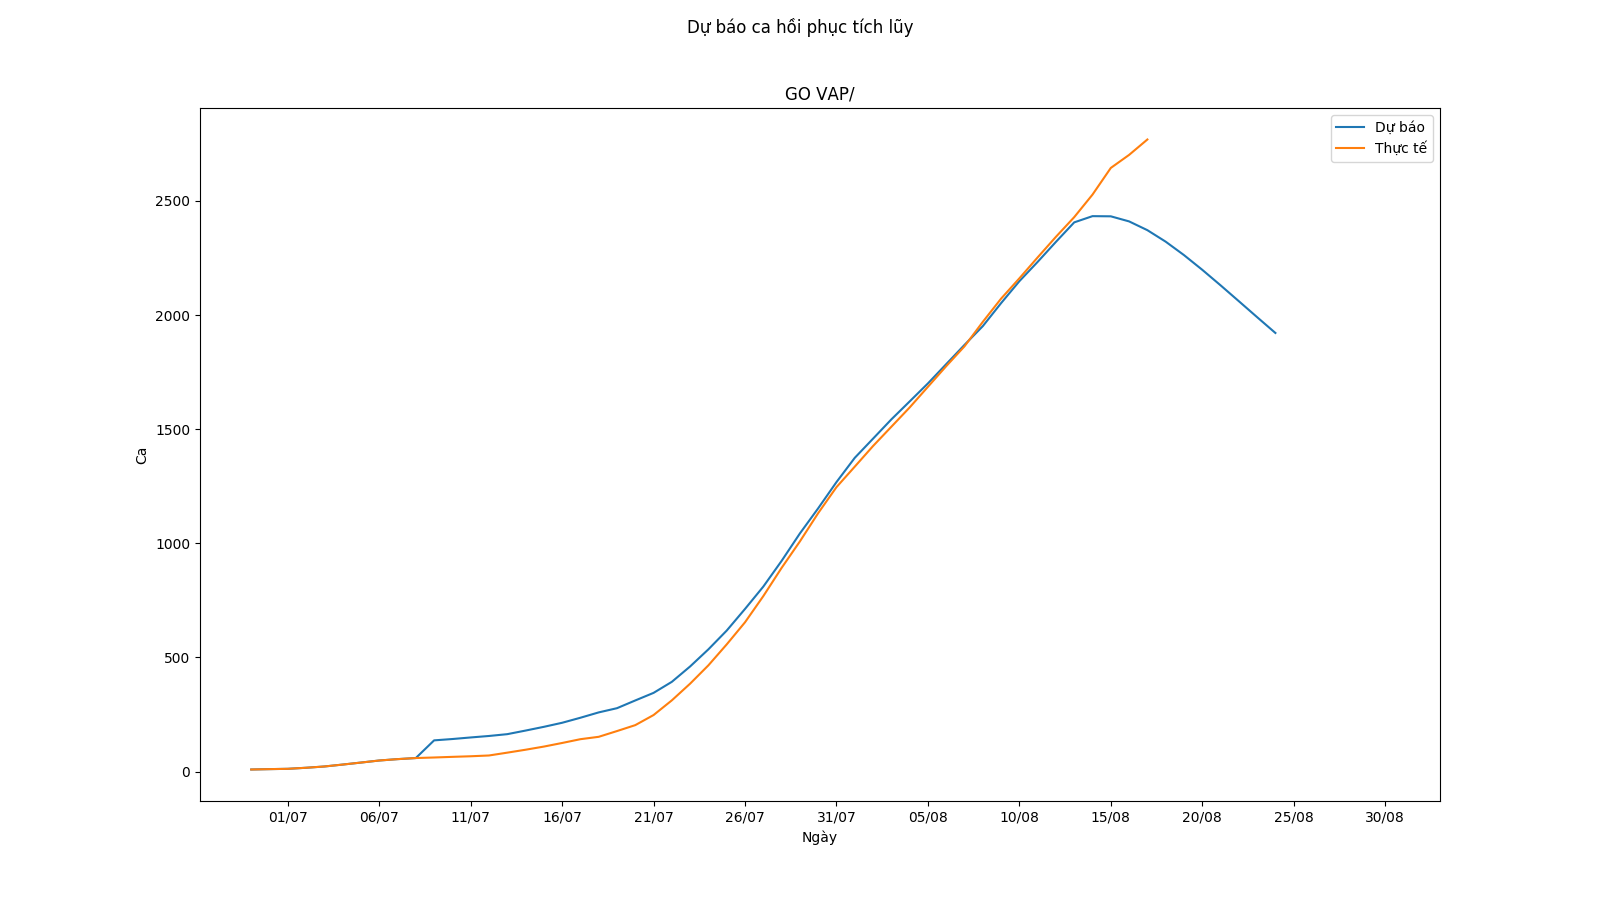 Dự báo ca hồi phục tích lũy
GO VAP/
Dự báo
Thực tế
2500
2000
1500
1000
500
0
Ca
01/07 06/07 11/07 16/07 21/07 26/07 31/07 05/08 10/08 15/08 20/08 25/08 30/08
Ngày